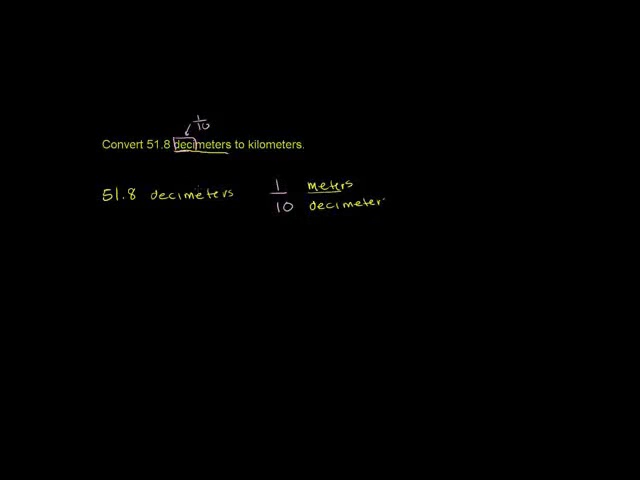 1
10
Convert 51.8 decimeters to kilometers.
51.8 decimeters 1 meters
10 decimeter